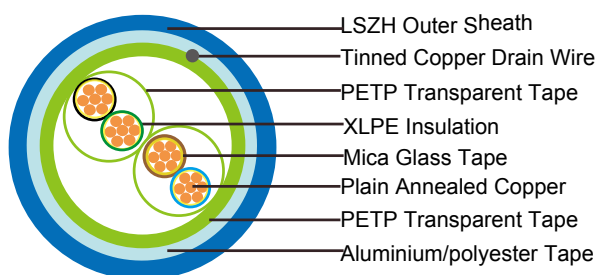 LSZH Outer Sheath
Tinned Copper Drain Wire
PETP Transparent Tape
XLPE Insulation
Mica Glass Tape
Plain Annealed Copper
PETP Transparent Tape
Aluminium/polyester Tape